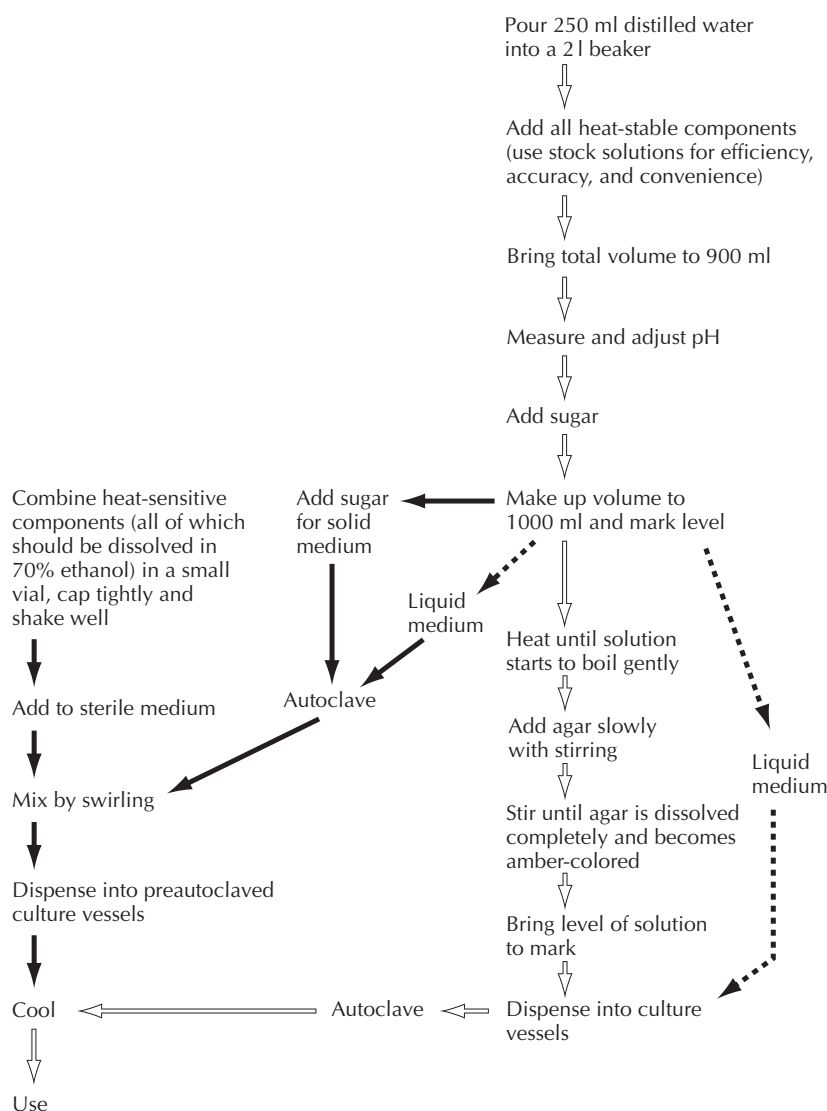 Pour 250 ml distilled water
into a 2 l beaker
Add all heat-stable components
(use stock solutions for efficiency,
accuracy, and convenience)
Bring total volume to 900 ml
Measure and adjust pH
Add sugar
Make up volume to
1000 ml and mark level
Add sugar
for solid
medium
Combine heat-sensitive
components (all of which
should be dissolved in
70% ethanol) in a small
vial, cap tightly and
shake well
Liquid
medium
Heat until solution
starts to boil gently
Autoclave
Add to sterile medium
Add agar slowly
with stirring
Liquid
medium
Mix by swirling
Stir until agar is dissolved
completely and becomes
amber-colored
Dispense into preautoclaved
culture vessels
Bring level of solution
to mark
Cool
Autoclave
Dispense into culture
vessels
Use